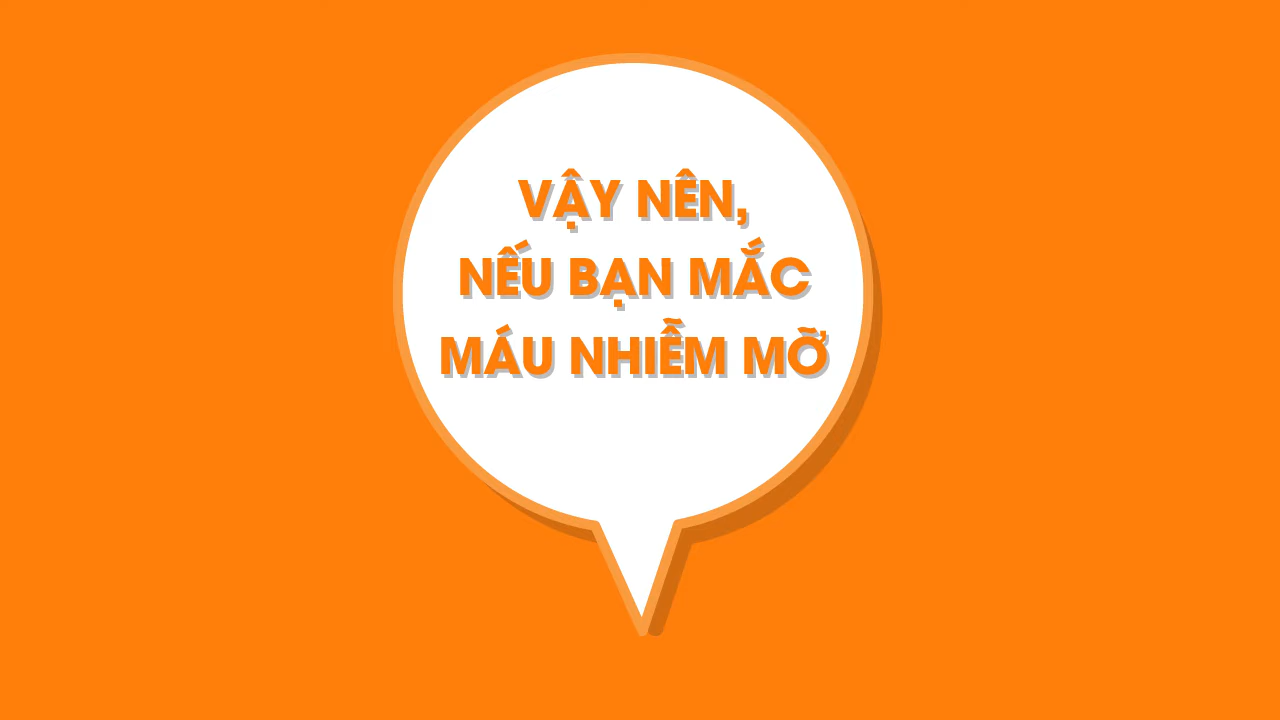 VẬY NÊN,
NẾU BẠN MẮC
MÁU NHIỄM MỠ